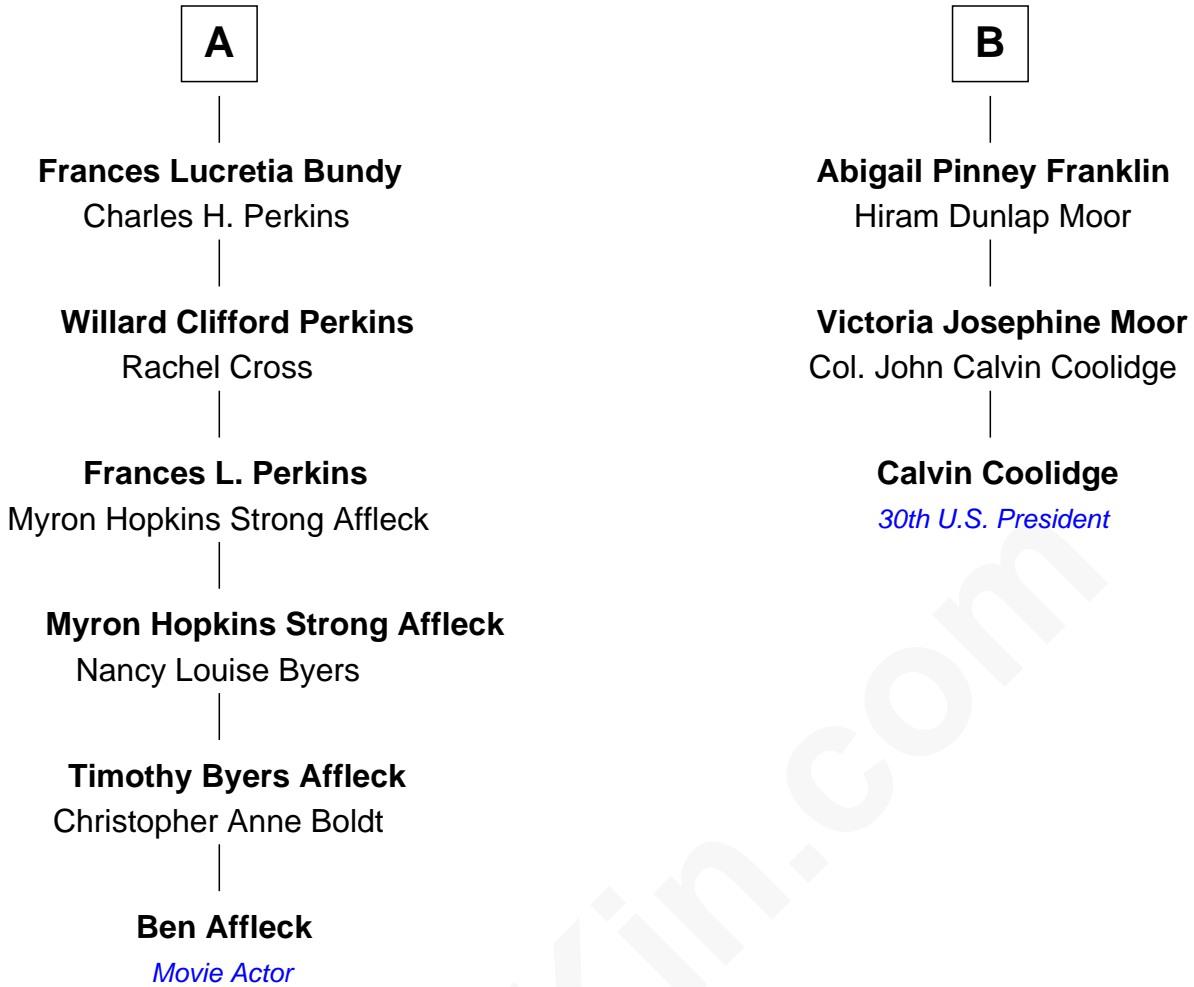 A
Frances Lucretia Bundy
Charles H. Perkins
Willard Clifford Perkins
Rachel Cross
Frances L. Perkins
Myron Hopkins Strong Affleck
Myron Hopkins Strong Affleck
Nancy Louise Byers
Timothy Byers Affleck
Christopher Anne Boldt
Ben Affleck
Movie Actor
B
Abigail Pinney Franklin
Hiram Dunlap Moor
Victoria Josephine Moor
Col. John Calvin Coolidge
Calvin Coolidge
30th U.S. President
Kin.com